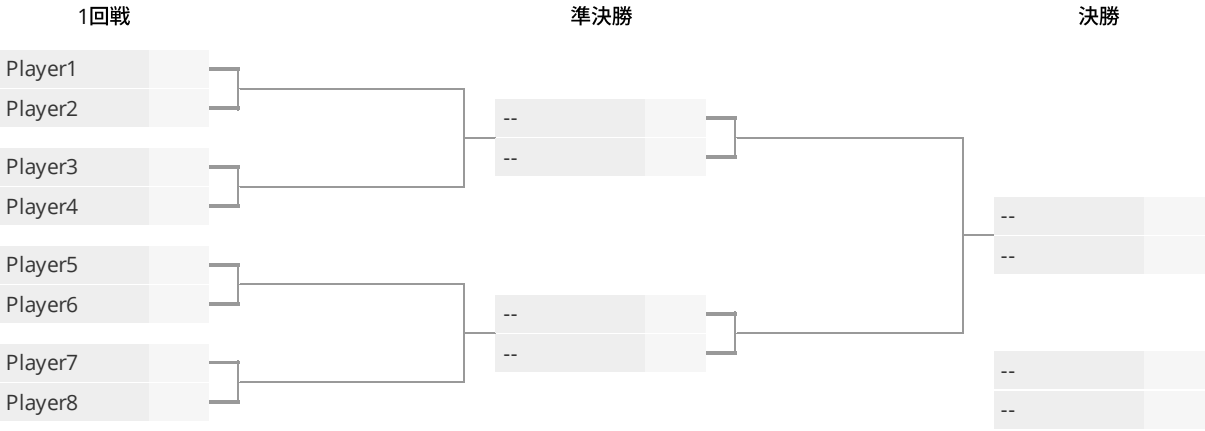 1回戦
準決勝
決勝
Player1
Player2
Player3
Player4
Player5
Player6
Player7
Player8
--
--
--
--
--
--
--
--